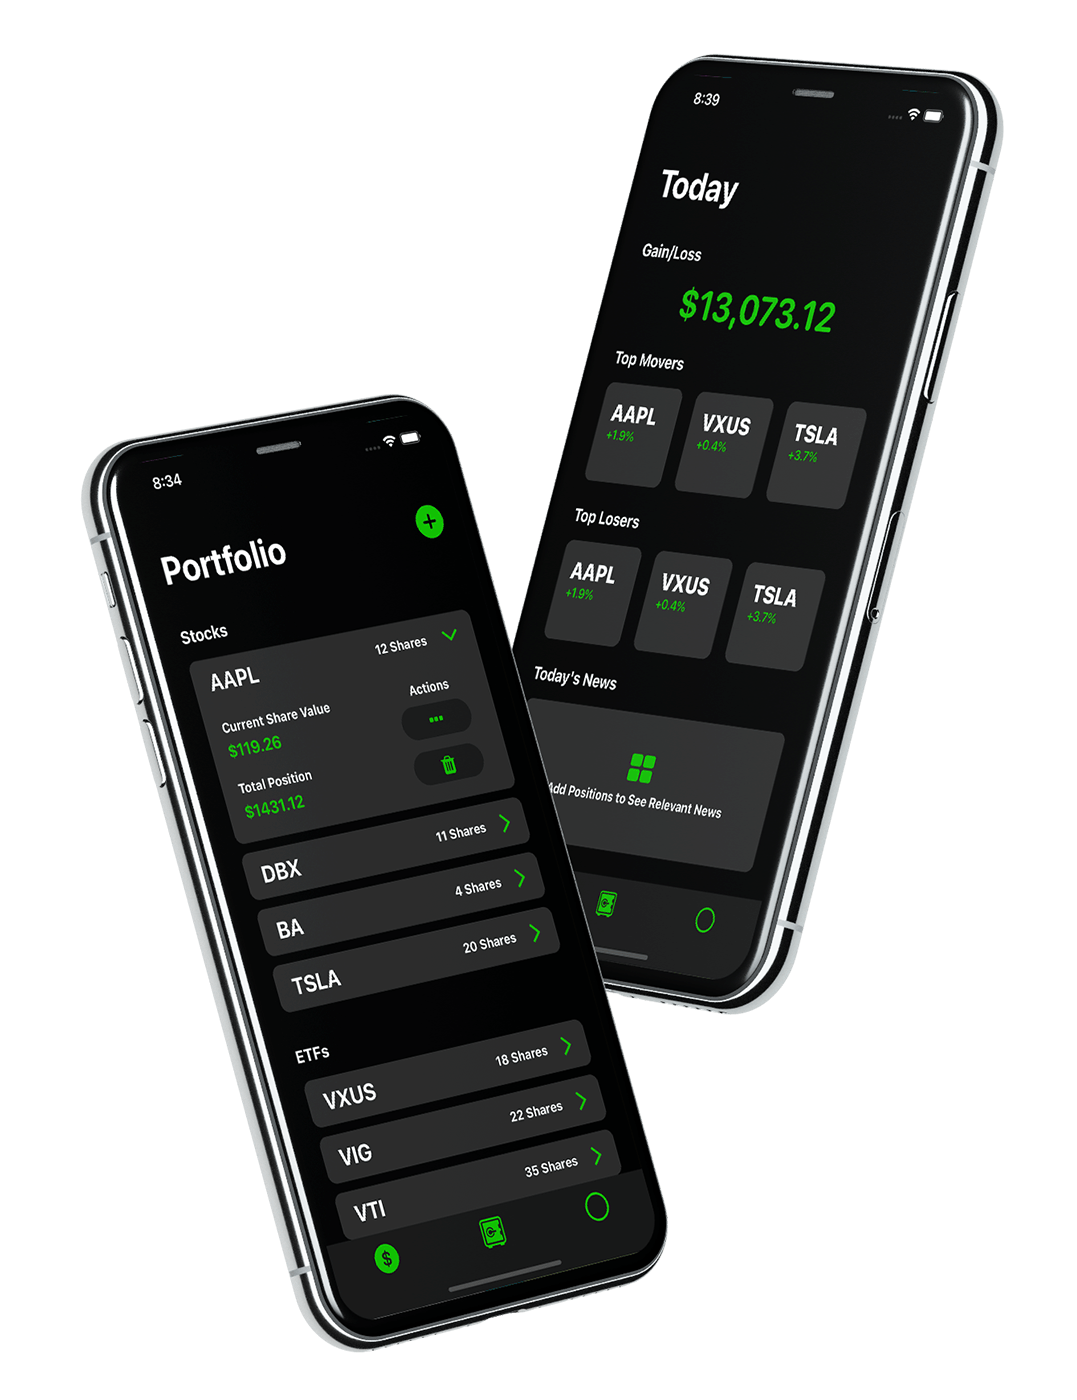 8:34
Portfolio
Stocks
AAPL
12 Shares
Current Share Value
$119.26
Actions
Total Position
$1431.12
DBX
11 Shares
BA
4 Shares
TSLA
20 Shares
ETFs
VXUS
18 Shares
VIG
22 Shares
VTI
35 Shares
$
8:39
Today
Gain/Loss
$13,073.12
Top Movers
AAPL
+1.9%
VXUS
+0.4%
TSLA
+3.7%
Top Losers
AAPL
+1.9%
VXUS
+0.4%
TSLA
+3.7%
Today's News
Add Positions to See Relevant News